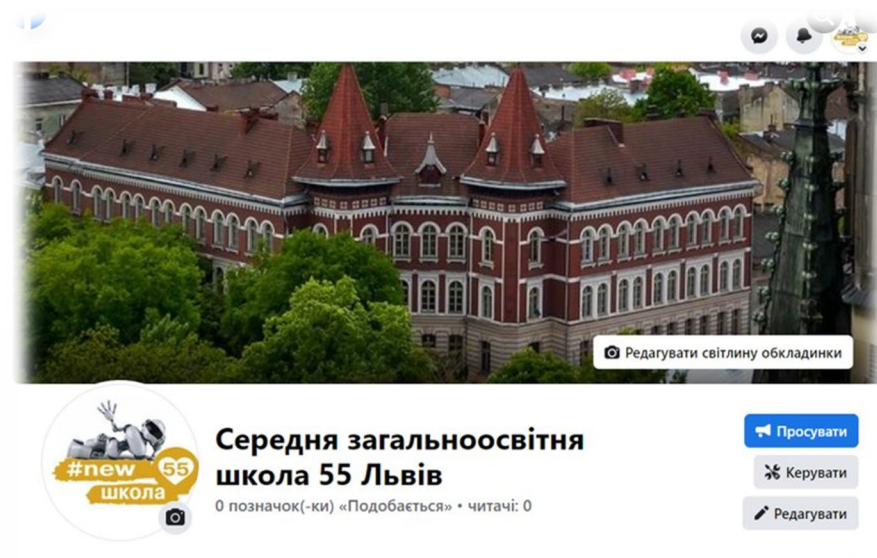 Редагувати світлину обкладинки
#new 55
школа
Середня загальноосвітня
школа 55 Львів
0 позначок(-ки) «Подобається» • читачі: 0
Просувати
Керувати
Редагувати